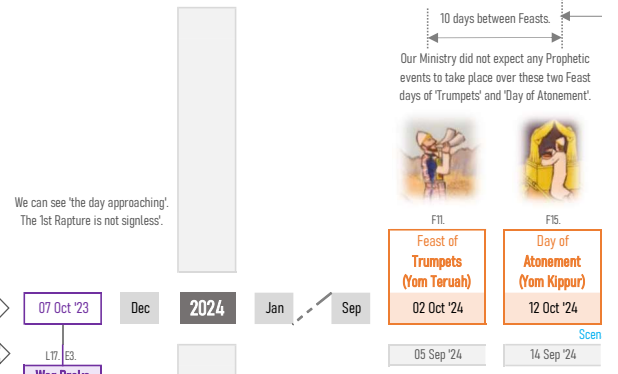 10 days between Feasts.
Our Ministry did not expect any Prophetic
events to take place over these two Feast
days of 'Trumpets' and 'Day of Atonement'.
We can see 'the day approaching'.
The 1st Rapture is not signless'.
F11.
F15.
Feast of
Trumpets
(Yom Teruah)
Day of
Atonement
(Yom Kippur)
07 Oct '23
Dec
2024
Jan
Sep
02 Oct '24
12 Oct '24
Scen
L17. E3.
05 Sep '24
14 Sep '24